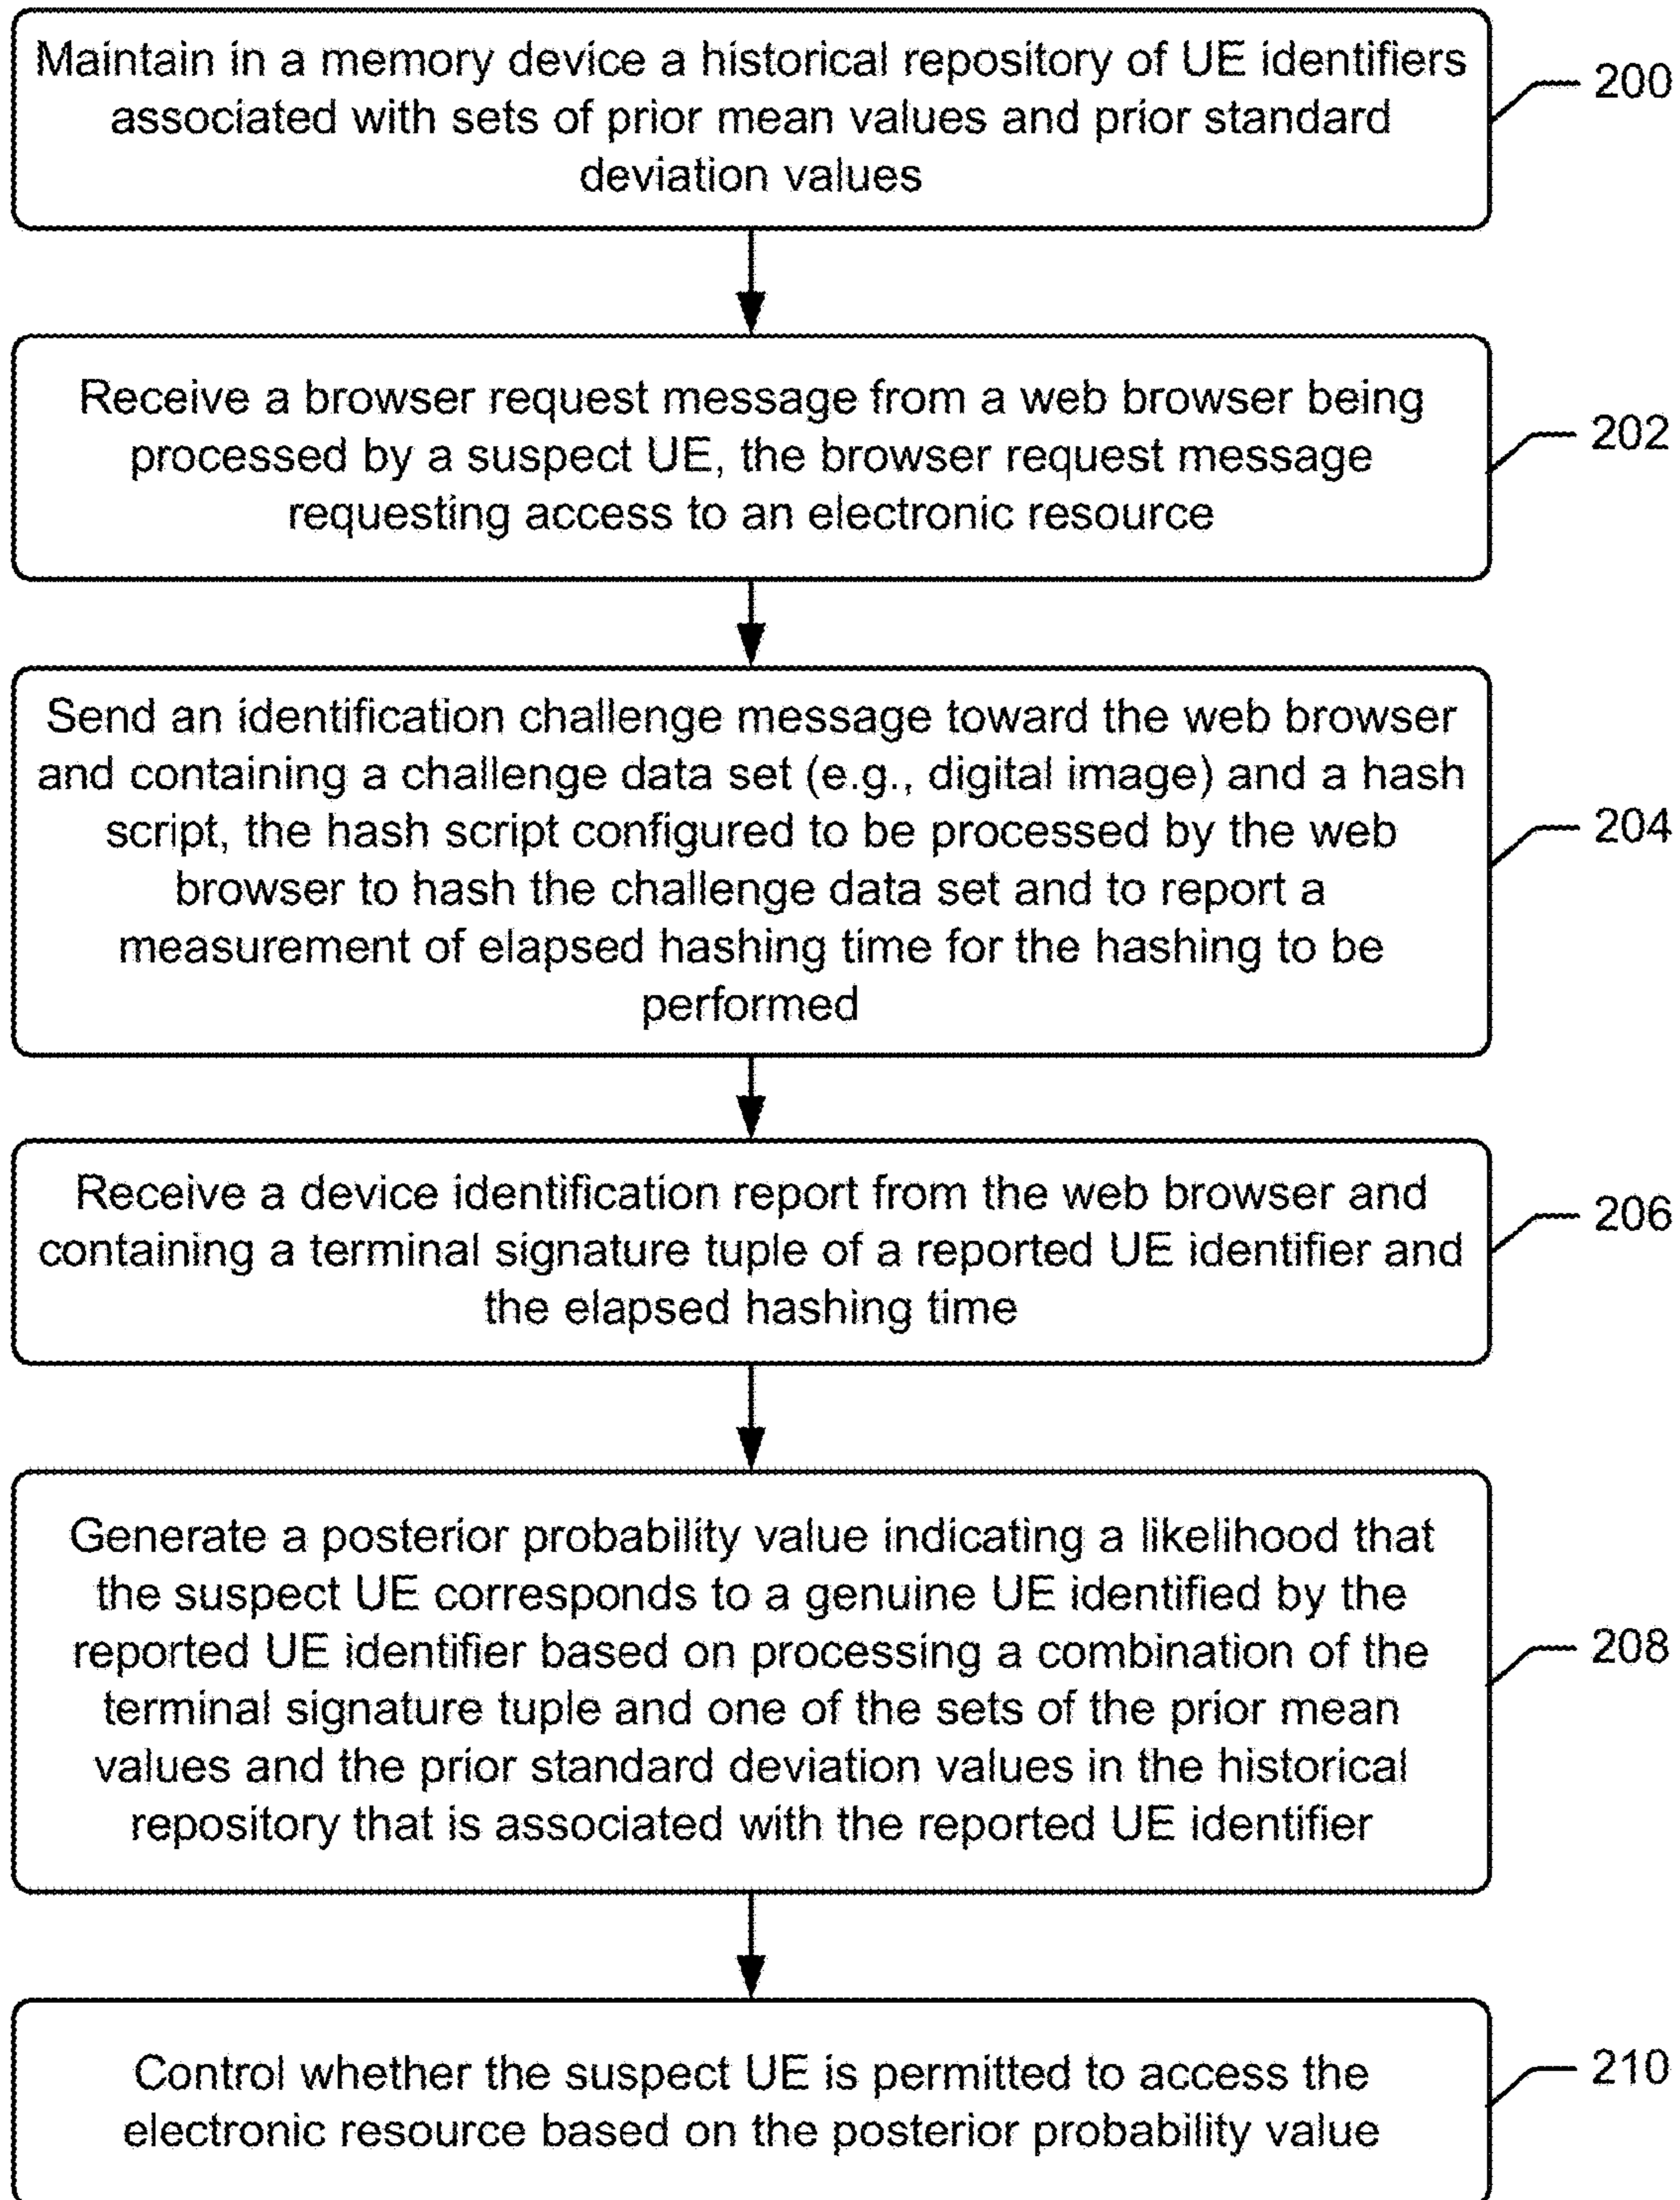 Maintain in a memory device a historical repository of UE identifiers
associated with sets of prior mean values and prior standard
deviation values
200
Receive a browser request message from a web browser being
processed by a suspect UE, the browser request message
requesting access to an electronic resource
202
Send an identification challenge message toward the web browser
and containing a challenge data set (e.g., digital image) and a hash
script, the hash script configured to be processed by the web
browser to hash the challenge data set and to report a
measurement of elapsed hashing time for the hashing to be
performed
204
Receive a device identification report from the web browser and
containing a terminal signature tuple of a reported UE identifier and
the elapsed hashing time
206
Generate a posterior probability value indicating a likelihood that
the suspect UE corresponds to a genuine UE identified by the
reported UE identifier based on processing a combination of the
terminal signature tuple and one of the sets of the prior mean
values and the prior standard deviation values in the historical
repository that is associated with the reported UE identifier
208
Control whether the suspect UE is permitted to access the
electronic resource based on the posterior probability value
210